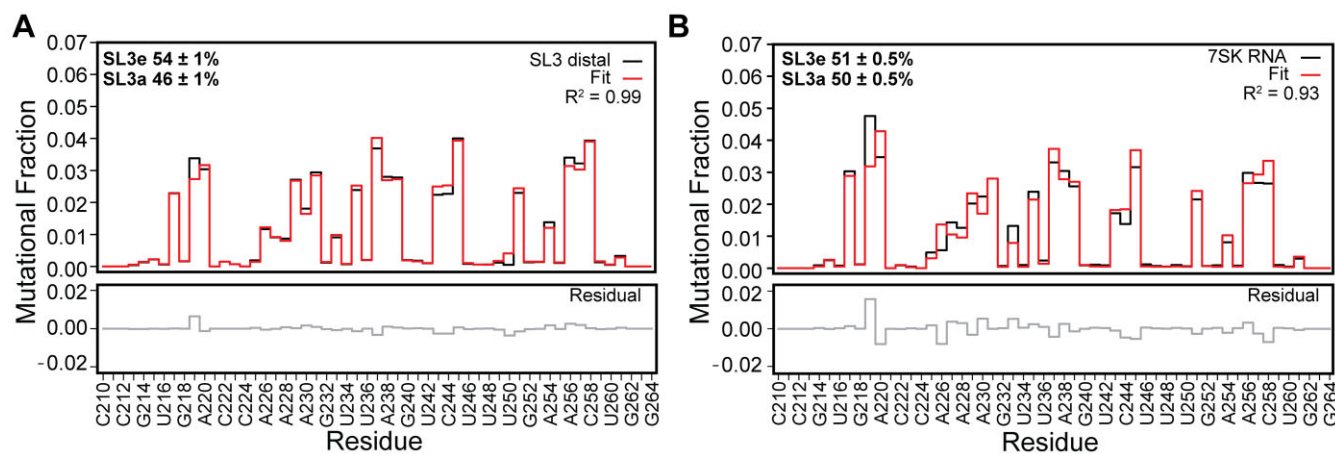 A
SL3e 54 ± 1%
SL3a 46 ± 1%
SL3 distal
Fit
R² = 0.99
Mutational Fraction
0.07
0.06
0.05
0.04
0.03
0.02
0.01
0.00
Residual
0.02
0.00
-0.02
C210
C212
G214
U216
G218
A220
C222
C224
A226
A228
A230
G232
U234
U236
A238
G240
U242
C244
U246
U248
U250
G252
A254
A256
C258
U260
G262
G264
Residue
B
SL3e 51 ± 0.5%
SL3a 50 ± 0.5%
7SK RNA
Fit
R² = 0.93
Mutational Fraction
0.07
0.06
0.05
0.04
0.03
0.02
0.01
0.00
Residual
0.02
0.00
-0.02
C210
C212
G214
U216
G218
A220
C222
C224
A226
A228
A230
G232
U234
U236
A238
G240
U242
C244
U246
U248
U250
G252
A254
A256
C258
U260
G262
G264
Residue